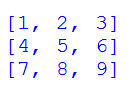 [1, 2, 3]
[4, 5, 6]
[7, 8, 9]